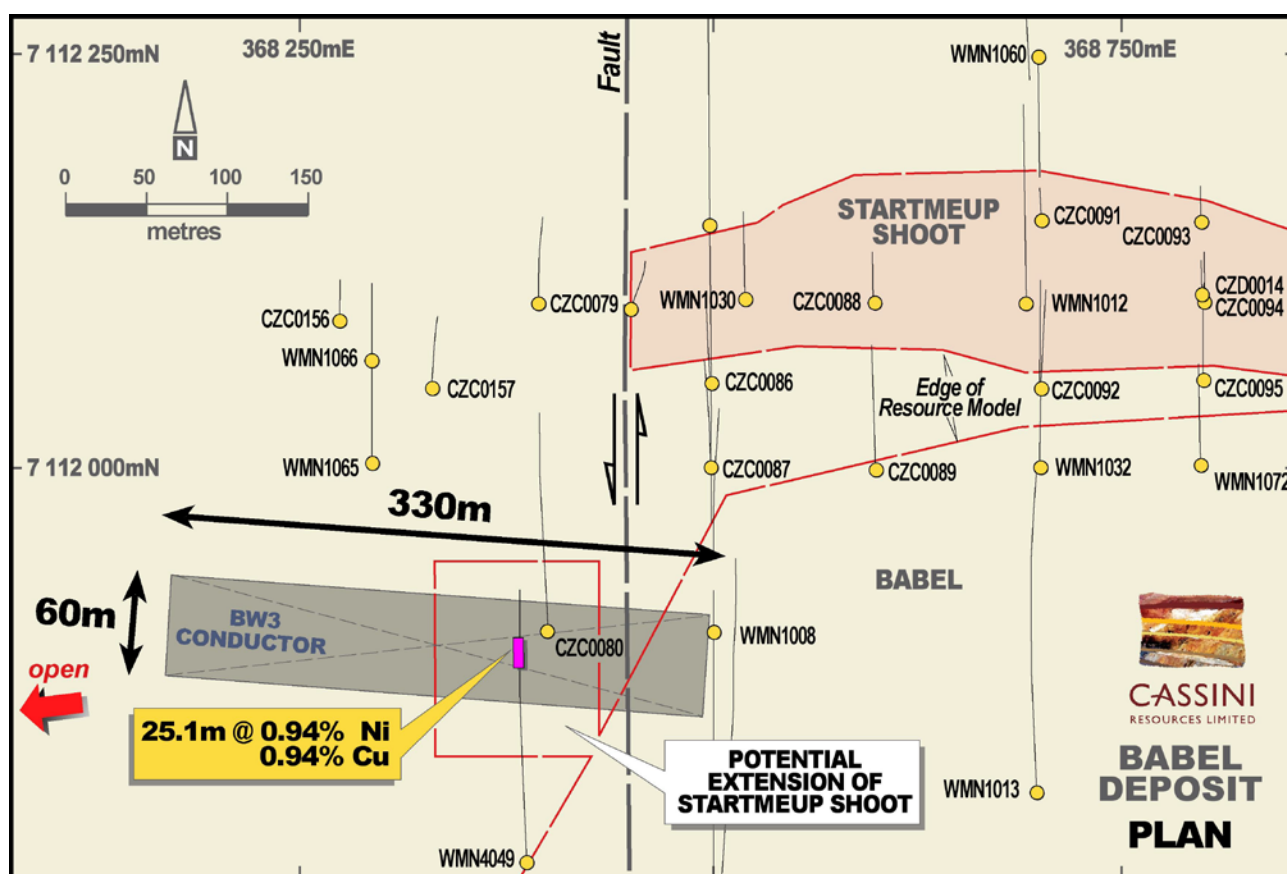 368 250mE
368 750mE
7 112 250mN
Fault
WMN1060
N
0 50 100 150
metres
STARTMEUP
SHOOT
CZC0091
CZC0093
CZC0156
CZC0079
WMN1030
CZC0088
WMN1012
CZD0014
CZC0094
WMN1066
CZC0157
CZC0086
Edge of
Resource Model
CZC0092
CZC0095
7 112 000mN
WMN1065
CZC0087
CZC0089
WMN1032
WMN1072
330m
BABEL
60m
BW3
CONDUCTOR
CZC0080
WMN1008
open
25.1m @ 0.94% Ni
0.94% Cu
POTENTIAL
EXTENSION OF
STARTMEUP SHOOT
CASSINI
RESOURCES LIMITED
BABEL
DEPOSIT
PLAN
WMN1013
WMN4049